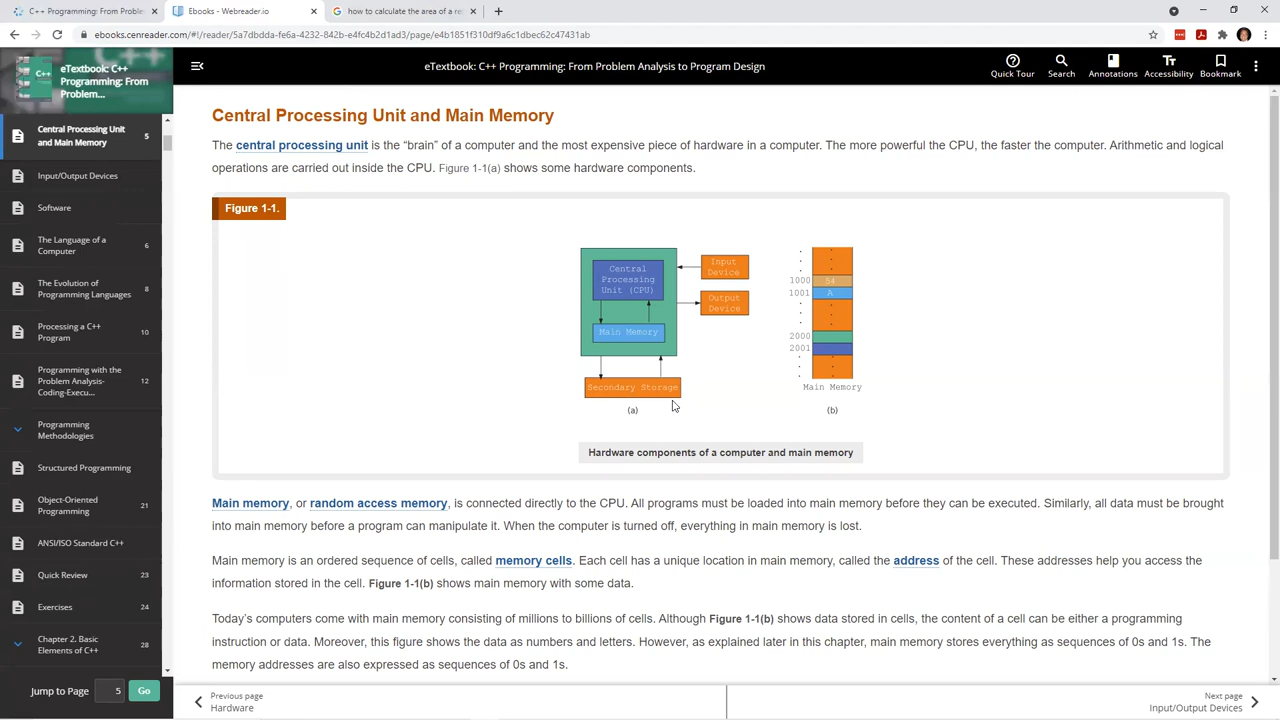 C++ Programming: From Problem
Ebooks - Webreader.io
how to calculate the area of a re
ebooks.cenreader.com/#!/reader/5a7dbdda-fe6a-4232-842b-e4fc4b2d1ad3/page/e4b1851f310df9a6c1dbec62c47431ab
C++
eTextbook: C++
Programming: From
Problem...
eTextbook: C++ Programming: From Problem Analysis to Program Design
Quick Tour
Search
Annotations
Accessibility
Bookmark
Central Processing Unit
and Main Memory
5
Input/Output Devices
Software
The Language of a
Computer
6
The Evolution of
Programming Languages
8
Processing a C++
Program
10
Programming with the
Problem Analysis-
Coding-Execu...
12
Programming
Methodologies
Structured Programming
Object-Oriented
Programming
21
ANSI/ISO Standard C++
Quick Review
23
Exercises
24
Chapter 2. Basic
Elements of C++
28
Jump to Page
5
Go
Central Processing Unit and Main Memory
The central processing unit is the “brain” of a computer and the most expensive piece of hardware in a computer. The more powerful the CPU, the faster the computer. Arithmetic and logical
operations are carried out inside the CPU. Figure 1-1(a) shows some hardware components.
Figure 1-1.
Central
Processing
Unit (CPU)
Main Memory
Input
Device
Output
Device
Secondary Storage
(a)
1000 54
1001 A
2000
2001
Main Memory
(b)
Hardware components of a computer and main memory
Main memory, or random access memory, is connected directly to the CPU. All programs must be loaded into main memory before they can be executed. Similarly, all data must be brought
into main memory before a program can manipulate it. When the computer is turned off, everything in main memory is lost.
Main memory is an ordered sequence of cells, called memory cells. Each cell has a unique location in main memory, called the address of the cell. These addresses help you access the
information stored in the cell. Figure 1-1(b) shows main memory with some data.
Today’s computers come with main memory consisting of millions to billions of cells. Although Figure 1-1(b) shows data stored in cells, the content of a cell can be either a programming
instruction or data. Moreover, this figure shows the data as numbers and letters. However, as explained later in this chapter, main memory stores everything as sequences of 0s and 1s. The
memory addresses are also expressed as sequences of 0s and 1s.
Previous page
Hardware
Next page
Input/Output Devices